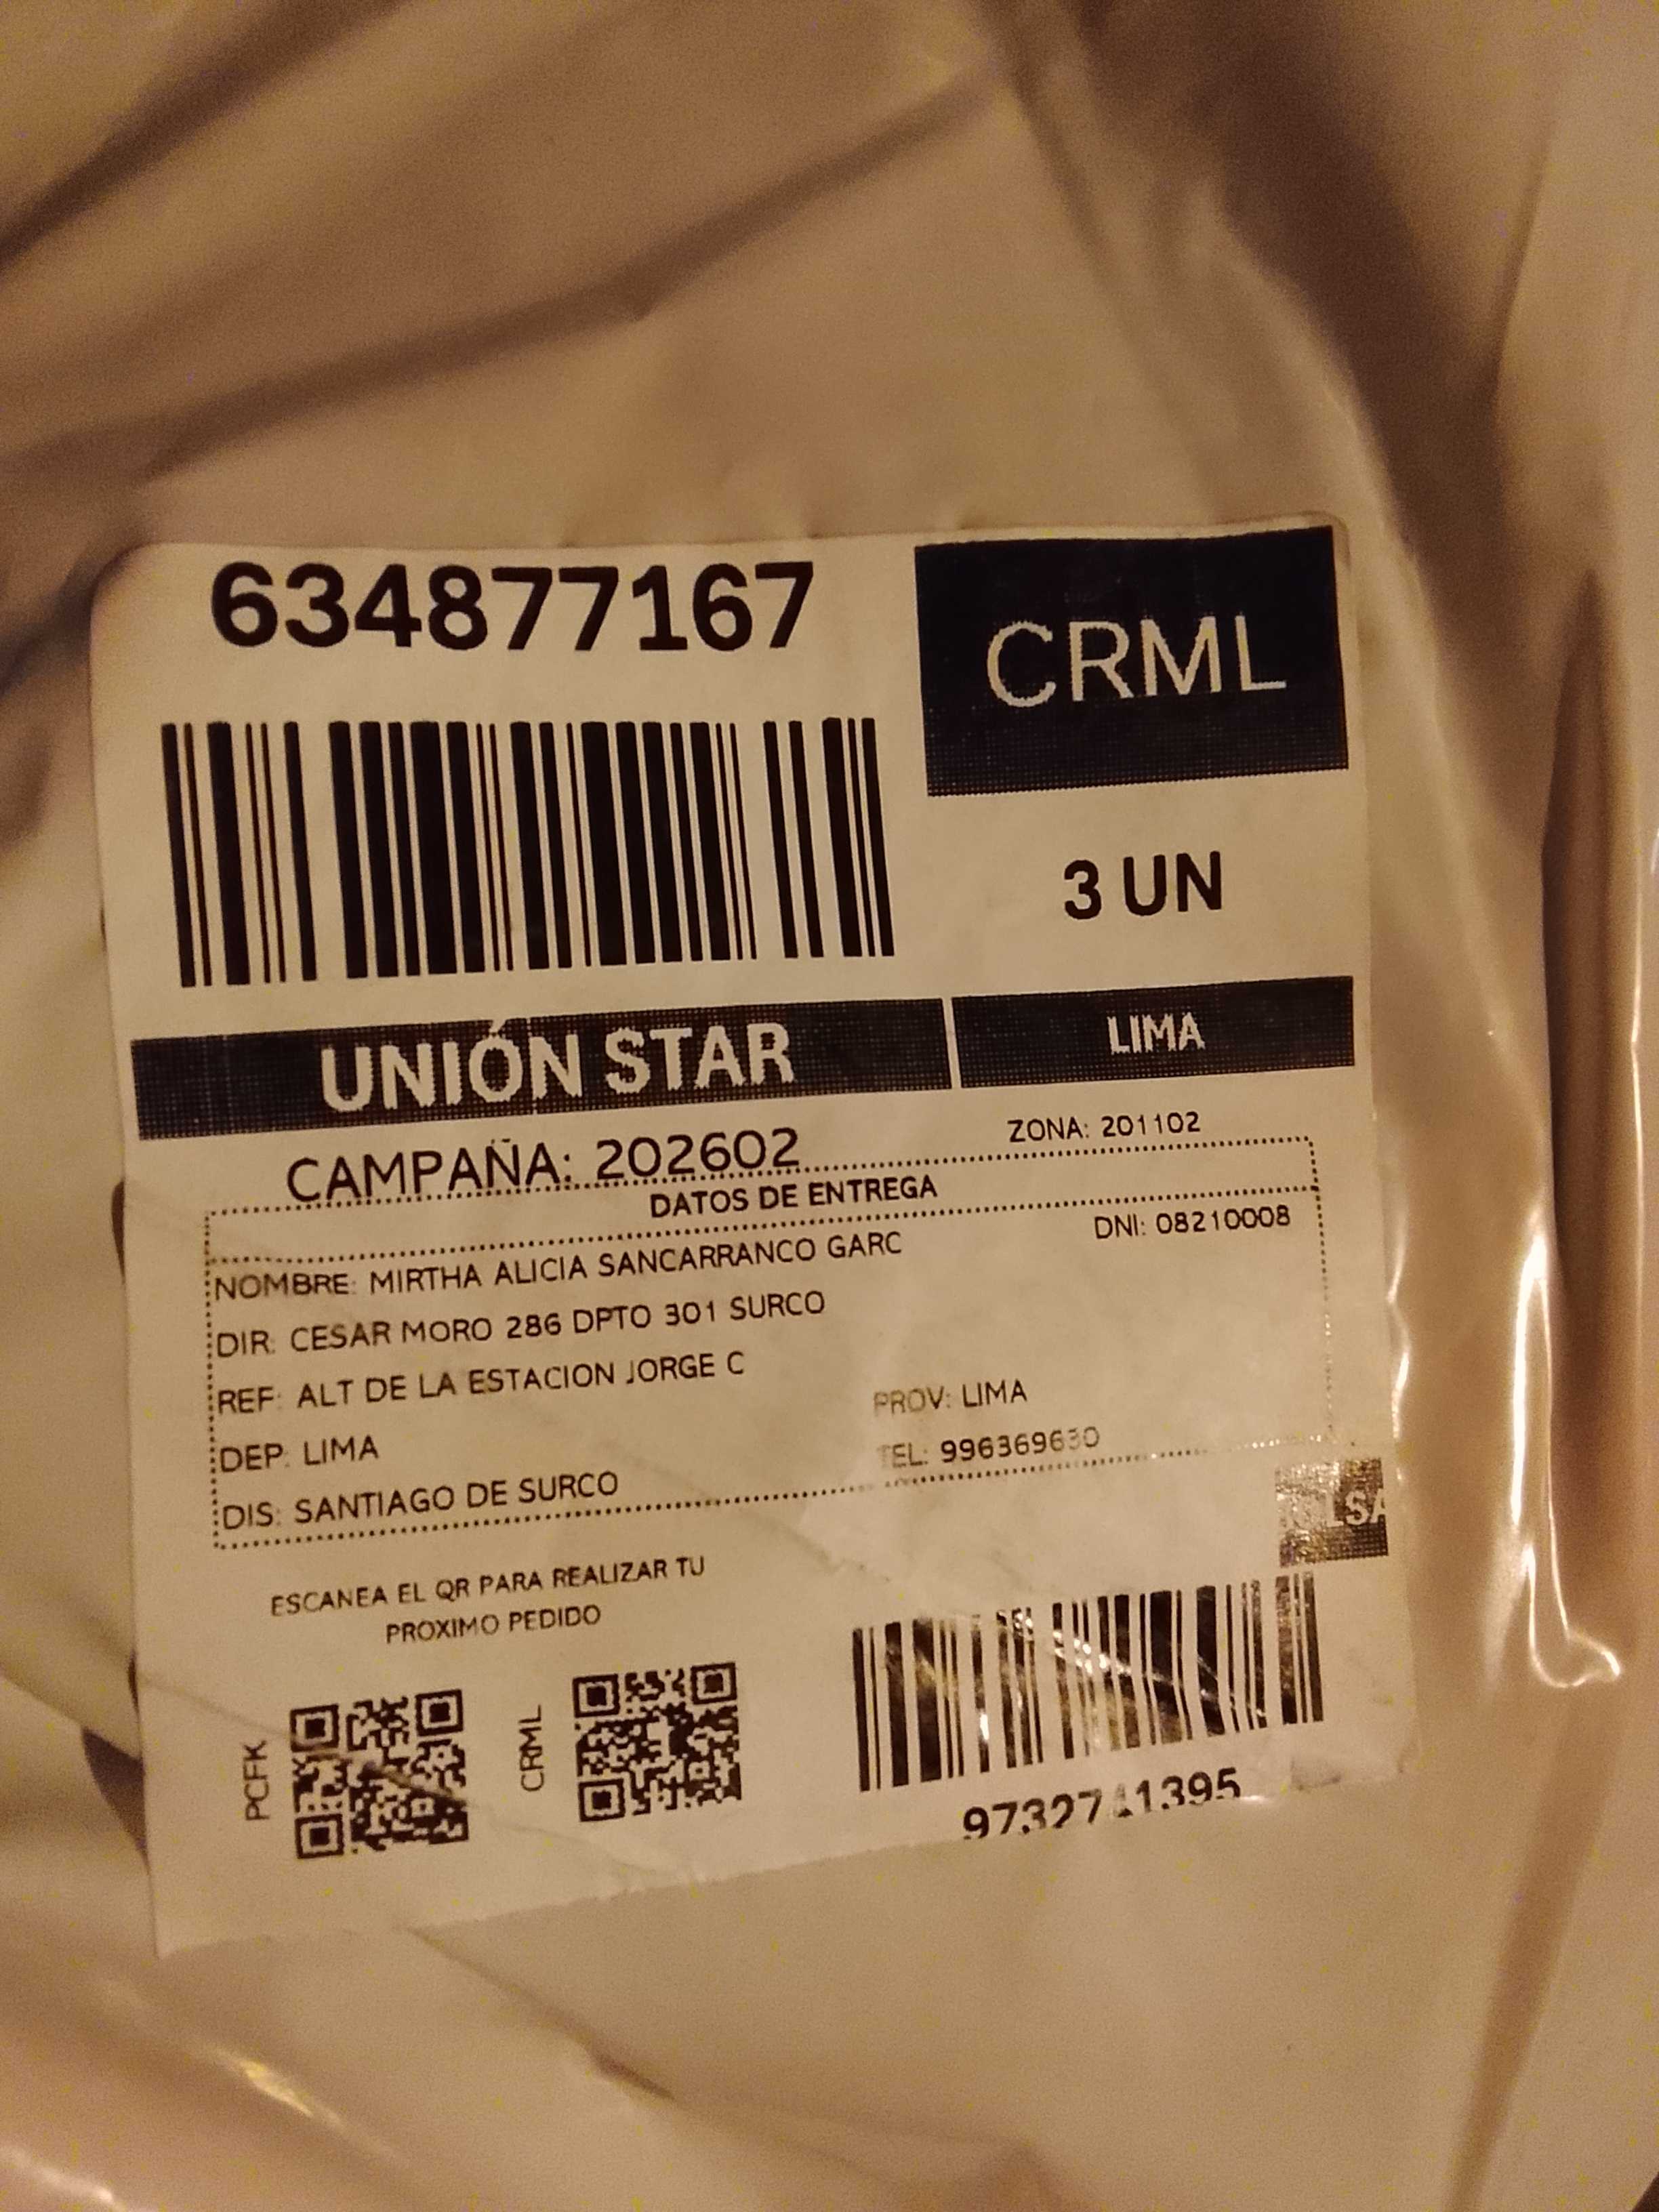 634877167
CRML
3 UN
UNIÓN STAR
LIMA
CAMPAÑA: 202602
ZONA: 201102
DATOS DE ENTREGA
NOMBRE: MIRTHA ALICIA SANCARRANCO GARC
DNI: 08210008
DIR: CESAR MORO 286 DPTO 301 SURCO
REF: ALT DE LA ESTACION JORGE C
DEP: LIMA
PROV: LIMA
DIS: SANTIAGO DE SURCO
TEL: 996369630
ESCANEA EL QR PARA REALIZAR TU
PROXIMO PEDIDO
PCFK
CRML